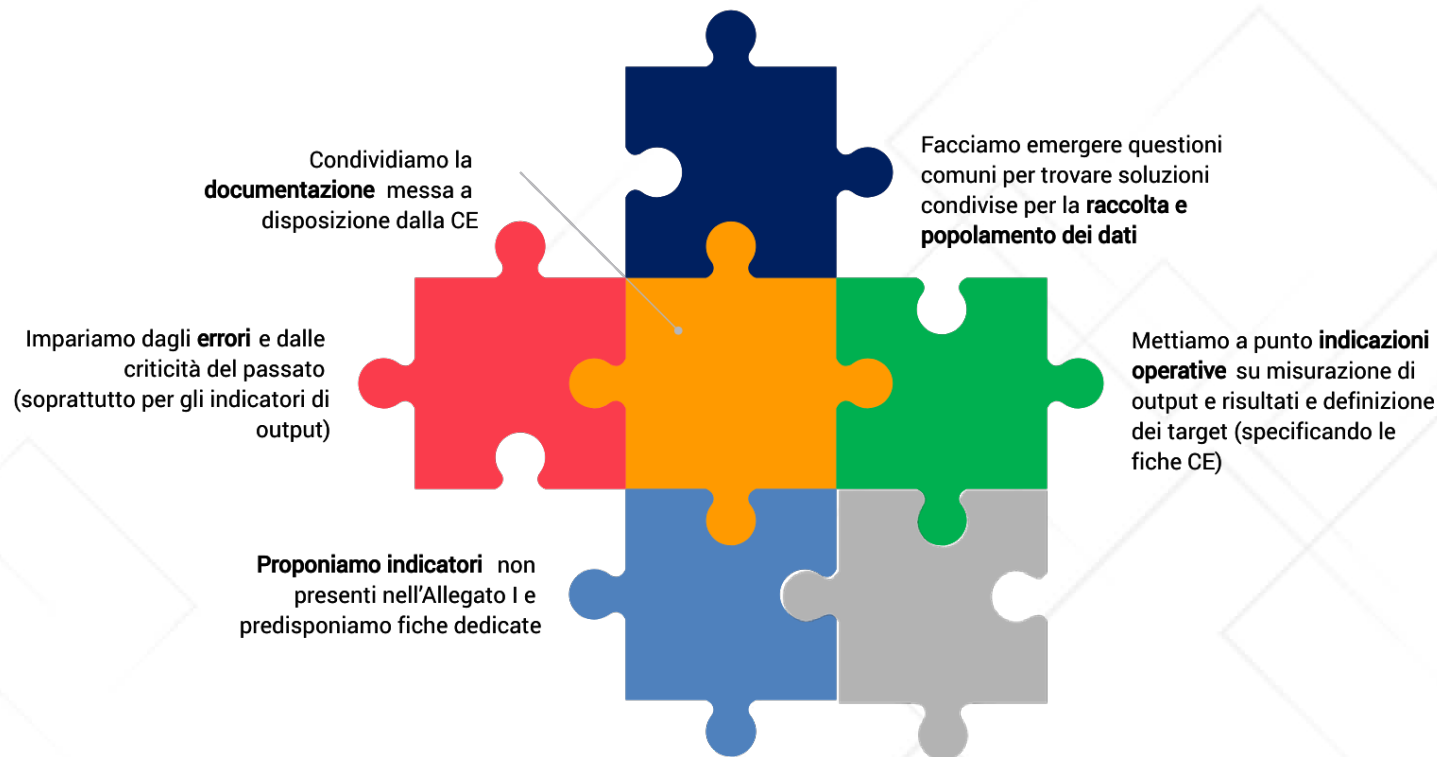 Condividiamo la
documentazione messa a
disposizione dalla CE
Facciamo emergere questioni
comuni per trovare soluzioni
condivise per la raccolta e
popolamento dei dati
Impariamo dagli errori e dalle
criticità del passato
(soprattutto per gli indicatori di
output)
Mettiamo a punto indicazioni
operative su misurazione di
output e risultati e definizione
dei target (specificando le
fiche CE)
Proponiamo indicatori non
presenti nell'Allegato I e
predisponiamo fiche dedicate